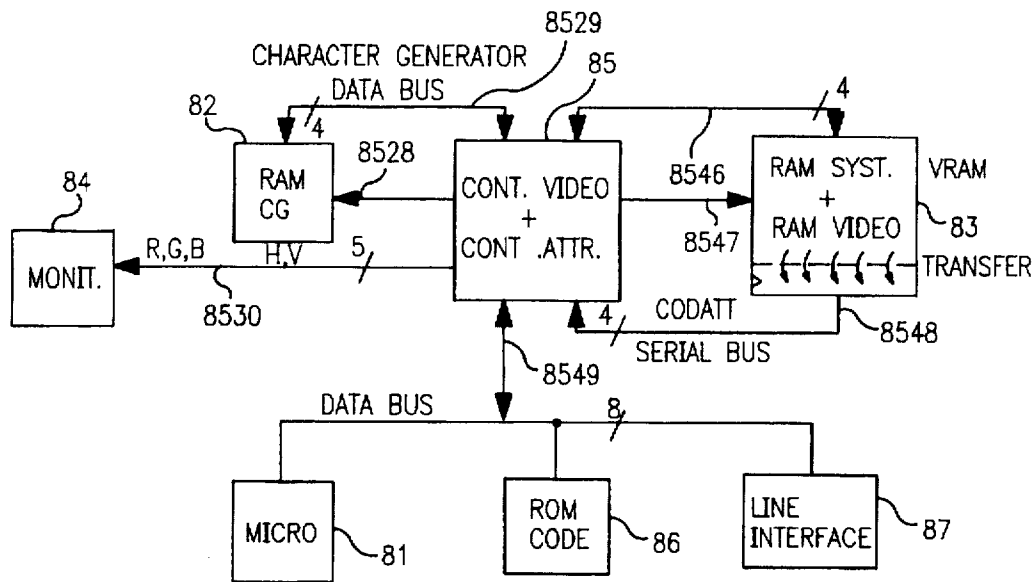 8529
CHARACTER GENERATOR
DATA BUS
85
4
82
4
8528
8546
RAM SYST.
+
RAM VIDEO
VRAM
84
RAM
CG
CONT. VIDEO
+
CONT .ATTR.
8547
83
R,G,B
H,V
5
MONIT.
8530
TRANSFER
4
CODATT
SERIAL BUS
8548
8549
DATA BUS
8
MICRO
81
ROM
CODE
86
LINE
INTERFACE
87